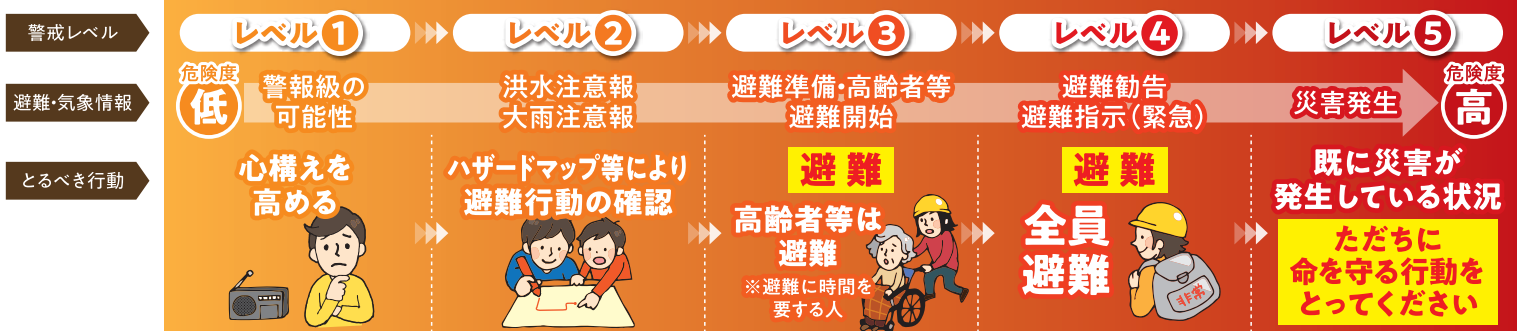 警戒レベル
レベル1
レベル2
レベル3
レベル4
レベル5
避難・気象情報
危険度
低
警報級の
可能性
洪水注意報
大雨注意報
避難準備・高齢者等
避難開始
避難勧告
避難指示（緊急）
災害発生
危険度
高
とるべき行動
心構えを
高める
ハザードマップ等により
避難行動の確認
避難
高齢者等は
避難
※避難に時間を
要する人
避難
全員
避難
非常
既に災害が
発生している状況
ただちに
命を守る行動を
とってください